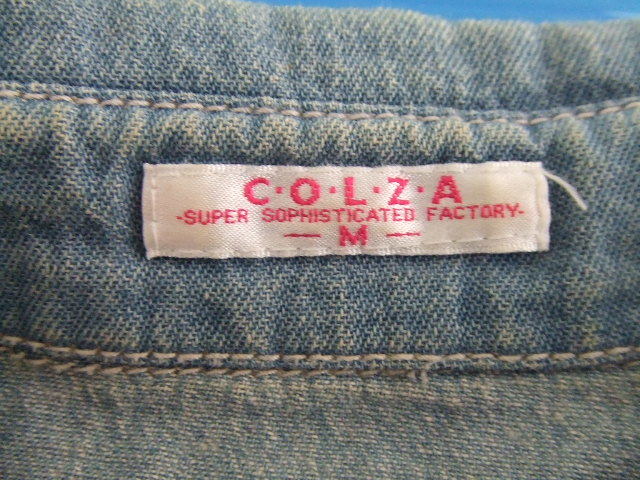 C·O·L·Z·A
-SUPER SOPHISTICATED FACTORY-
— M —